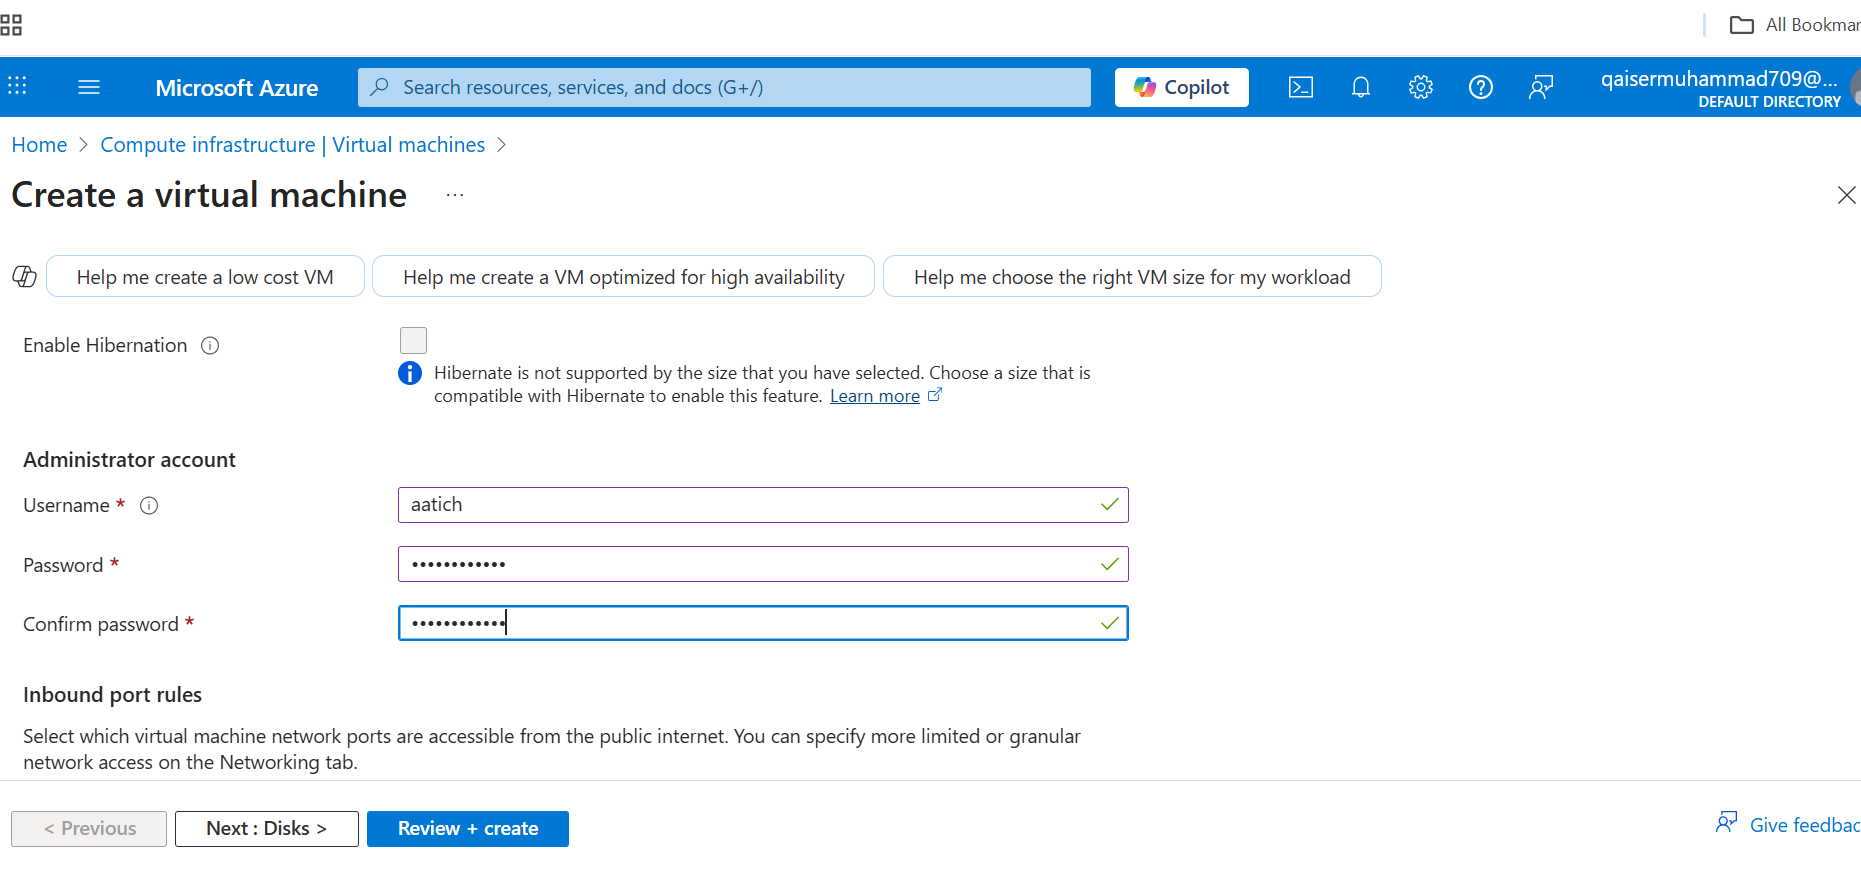 All Bookmar
Microsoft Azure
Search resources, services, and docs (G+/)
Copilot
qaisermuhammad709@...
DEFAULT DIRECTORY
Home > Compute infrastructure | Virtual machines >
Create a virtual machine ...
Help me create a low cost VM
Help me create a VM optimized for high availability
Help me choose the right VM size for my workload
Enable Hibernation
Hibernate is not supported by the size that you have selected. Choose a size that is
compatible with Hibernate to enable this feature. Learn more
Administrator account
Username *
aatich
Password *
••••••••••••
Confirm password *
••••••••••••
Inbound port rules
Select which virtual machine network ports are accessible from the public internet. You can specify more limited or granular
network access on the Networking tab.
< Previous
Next : Disks >
Review + create
Give feedbac